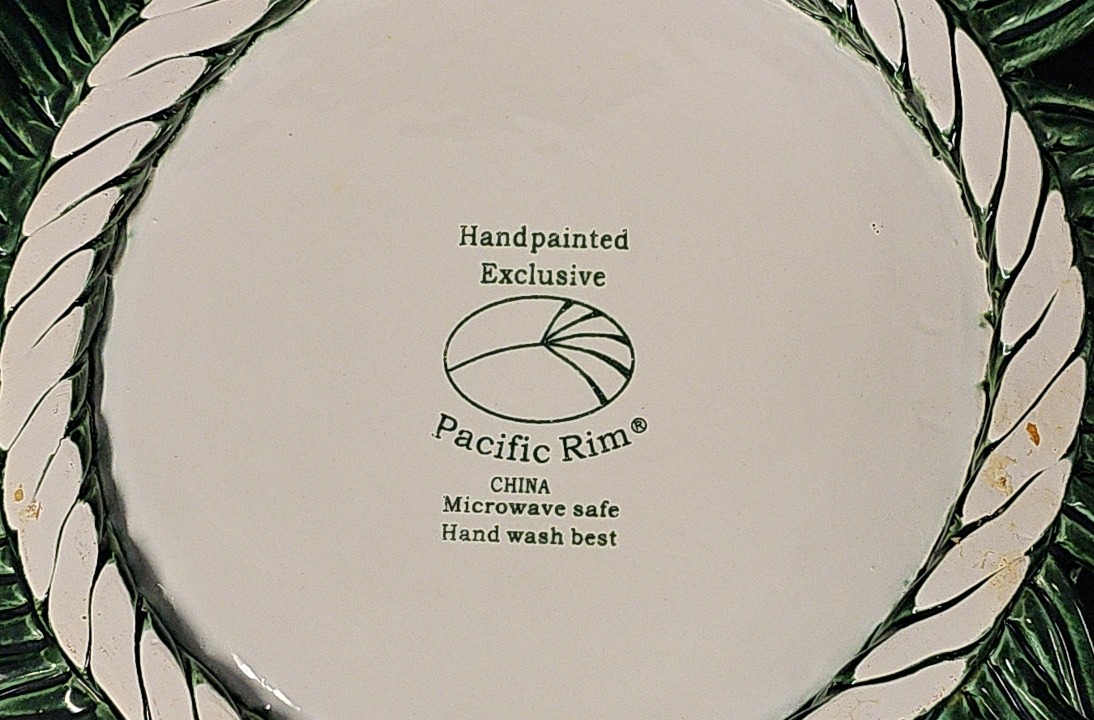 Handpainted
Exclusive
Pacific Rim®
CHINA
Microwave safe
Hand wash best